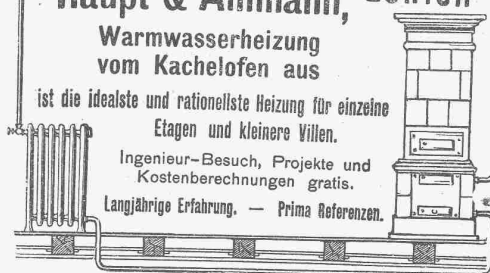 Haupt & Ammann, Zürich
Warmwasserheizung
vom Kachelofen aus
ist die idealste und rationellste Heizung für einzelne
Etagen und kleinere Villen.
Ingenieur-Besuch, Projekte und
Kostenberechnungen gratis.
Langjährige Erfahrung. — Prima Referenzen.